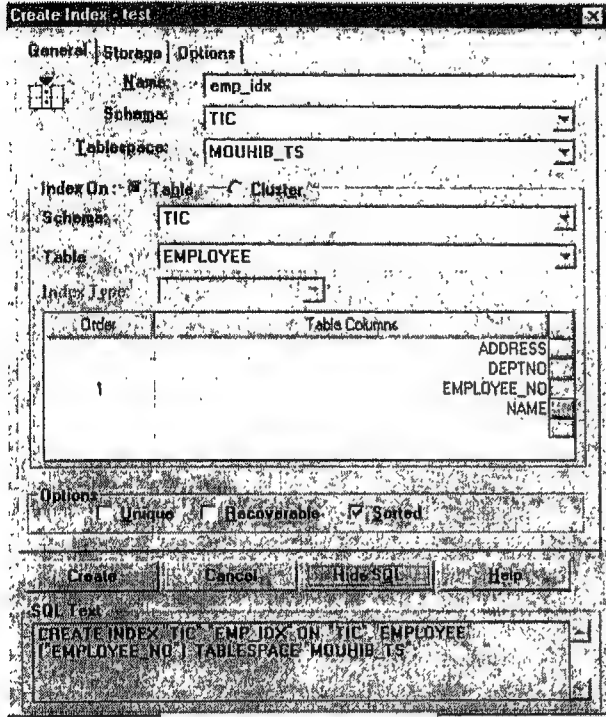 Create Index - test
General Storage Options
Name: emp_idx
Schema: TIC
Tablespace: MOUHIB_TS
Index On: Table Cluster
Schema: TIC
Table EMPLOYEE
Index Type
Order Table Columns
ADDRESS
DEPTNO
1 EMPLOYEE_NO
NAME
Options
Unique Recoverable Sorted
Create Cancel Hide SQL Help
SQL Text
CREATE INDEX "TIC" "EMP_IDX" ON "TIC" "EMPLOYEE"
("EMPLOYEE_NO") TABLESPACE "MOUHIB_TS"